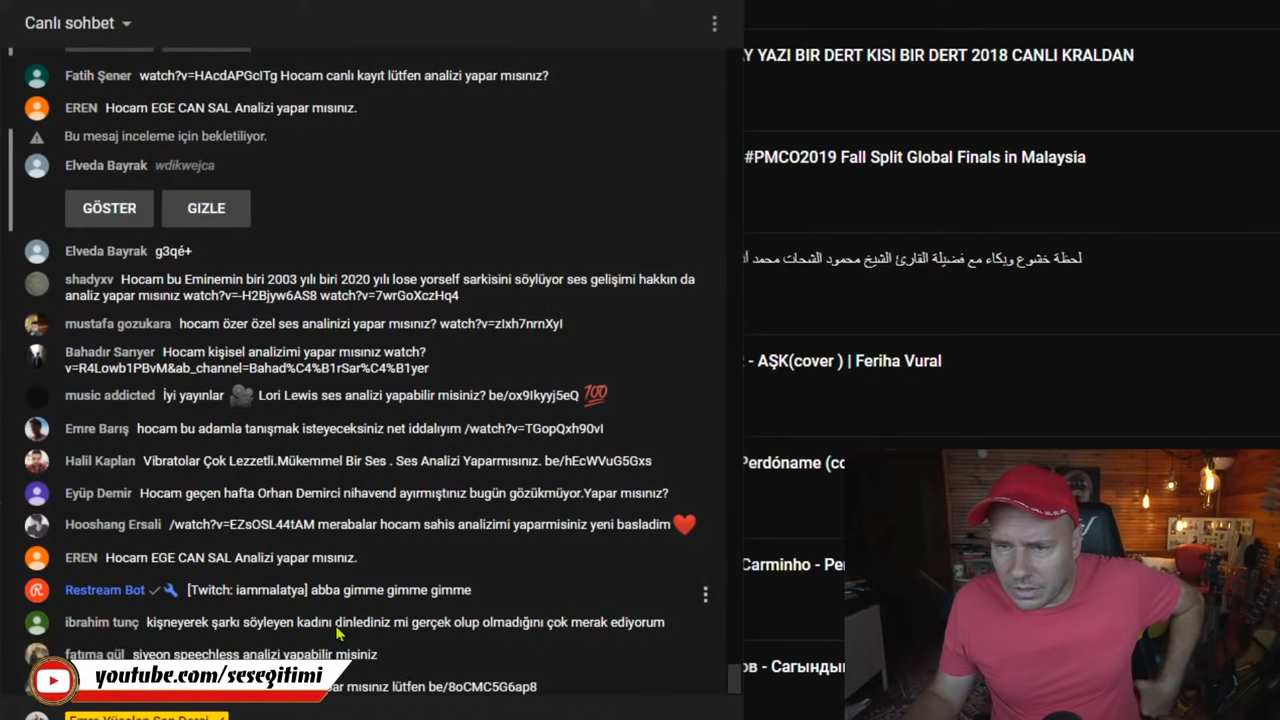 Canlı sohbet
Fatih Şener watch?v=HAcdAPGcITg Hocam canlı kayıt lütfen analizi yapar mısınız?
EREN Hocam EGE CAN SAL Analizi yapar mısınız.
Bu mesaj inceleme için bekletiliyor.
Elveda Bayrak wdikwejca
GÖSTER GIZLE
Elveda Bayrak g3qé+
shadyxv Hocam bu Eminemin biri 2003 yılı biri 2020 yılı lose yorself sarkisini söylüyor ses gelişimi hakkın da
analiz yapar mısınız watch?v=-H2Bjyw6AS8 watch?v=7wrGoXczHq4
mustafa gozukara hocam özer özel ses analinizi yapar mısınız? watch?v=zIxh7nrnXyI
Bahadır Sarıyer Hocam kişisel analizimi yapar mısınız watch?
v=R4Lowb1PBvM&ab_channel=Bahad%C4%B1rSar%C4%B1yer
music addicted İyi yayınlar 🎥 Lori Lewis ses analizi yapabilir misiniz? be/ox9Ikyyj5eQ 💯
Emre Barış hocam bu adamla tanışmak isteyeceksiniz net iddalıyım /watch?v=TGopQxh90vI
Halil Kaplan Vibratolar Çok Lezzetli.Mükemmel Bir Ses . Ses Analizi Yaparmısınız. be/hEcWVuG5Gxs
Eyüp Demir Hocam geçen hafta Orhan Demirci nihavend ayırmıştınız bugün gözükmüyor.Yapar mısınız?
Hooshang Ersali /watch?v=EZsOSL44tAM merabalar hocam sahis analizimi yaparmisiniz yeni basladim ❤️
EREN Hocam EGE CAN SAL Analizi yapar mısınız.
Restream Bot [Twitch: iammalatya] abba gimme gimme gimme
ibrahim tunç kişneyerek şarkı söyleyen kadını dinlediniz mi gerçek olup olmadığını çok merak ediyorum
fatıma gül siyeon speechless analizi yapabilir misiniz
par mısınız lütfen be/8oCMC5G6ap8
youtube.com/sesegitimi
AY YAZI BIR DERT KISI BIR DERT 2018 CANLI KRALDAN
#PMCO2019 Fall Split Global Finals in Malaysia
لحظة خشوع وبكاء مع فضيلة القارئ الشيخ محمود الشحات محمد
- AŞK(cover ) | Feriha Vural
Perdóname (co
Carminho - Pe
- Сагынды